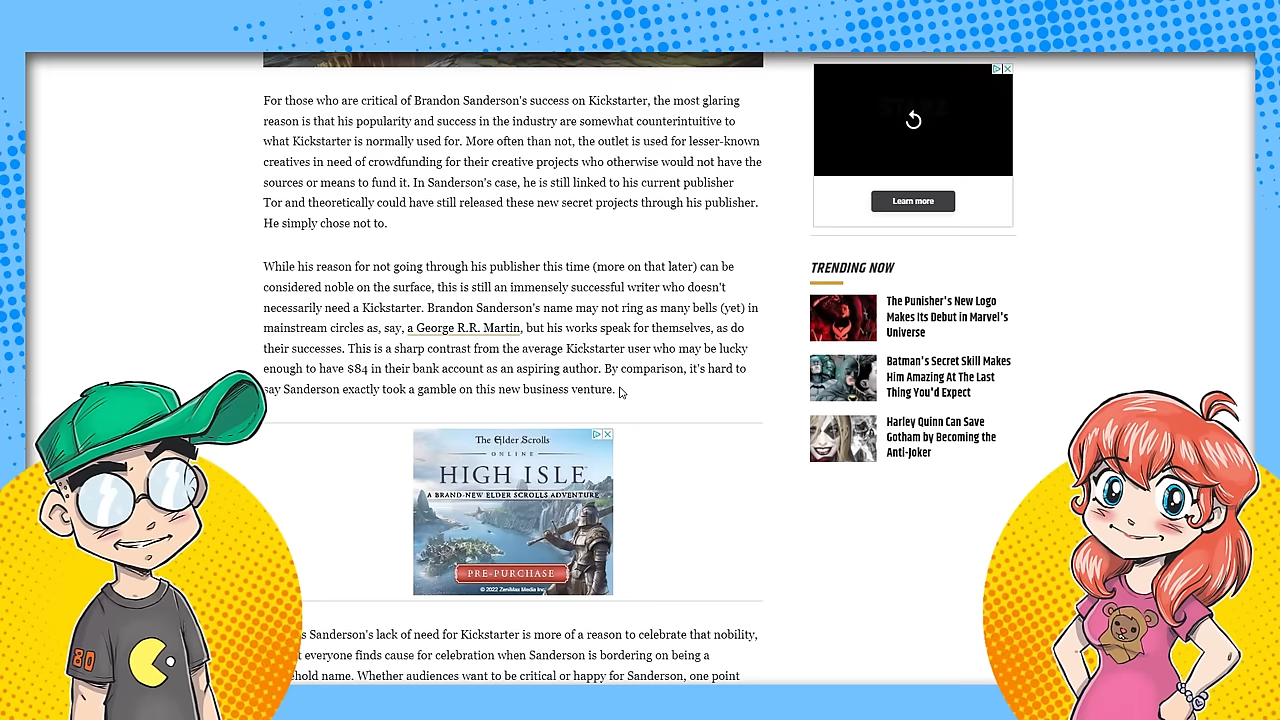 For those who are critical of Brandon Sanderson's success on Kickstarter, the most glaring
reason is that his popularity and success in the industry are somewhat counterintuitive to
what Kickstarter is normally used for. More often than not, the outlet is used for lesser-known
creatives in need of crowdfunding for their creative projects who otherwise would not have the
sources or means to fund it. In Sanderson's case, he is still linked to his current publisher
Tor and theoretically could have still released these new secret projects through his publisher.
He simply chose not to.
While his reason for not going through his publisher this time (more on that later) can be
considered noble on the surface, this is still an immensely successful writer who doesn't
necessarily need a Kickstarter. Brandon Sanderson's name may not ring as many bells (yet) in
mainstream circles as, say, a George R.R. Martin, but his works speak for themselves, as do
their successes. This is a sharp contrast from the average Kickstarter user who may be lucky
enough to have $84 in their bank account as an aspiring author. By comparison, it's hard to
say Sanderson exactly took a gamble on this new business venture.
The Elder Scrolls
ONLINE
HIGH ISLE
A BRAND-NEW ELDER SCROLLS ADVENTURE
PRE-PURCHASE
© 2022 ZeniMax Media Inc.
Sanderson's lack of need for Kickstarter is more of a reason to celebrate that nobility,
everyone finds cause for celebration when Sanderson is bordering on being a
name. Whether audiences want to be critical or happy for Sanderson, one point
Learn more
TRENDING NOW
The Punisher's New Logo
Makes Its Debut in Marvel's
Universe
Batman's Secret Skill Makes
Him Amazing At The Last
Thing You'd Expect
Harley Quinn Can Save
Gotham by Becoming the
Anti-Joker
80